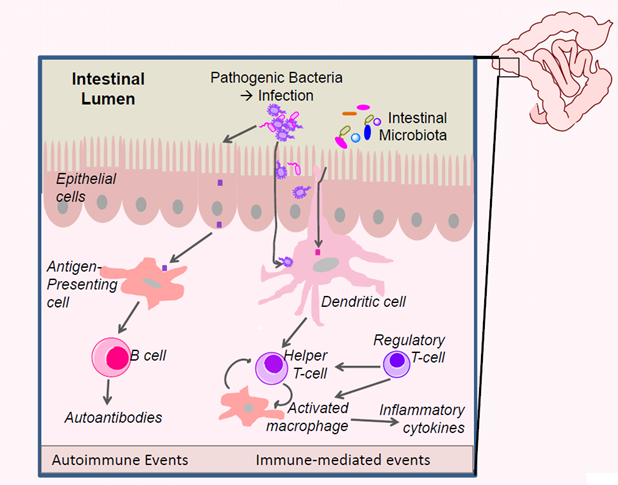 Intestinal
Lumen
Pathogenic Bacteria
→ Infection
Intestinal
Microbiota
Epithelial
cells
Antigen-
Presenting
cell
Dendritic cell
B cell
Helper
T-cell
Regulatory
T-cell
Autoantibodies
Activated
macrophage
Inflammatory
cytokines
Autoimmune Events
Immune-mediated events